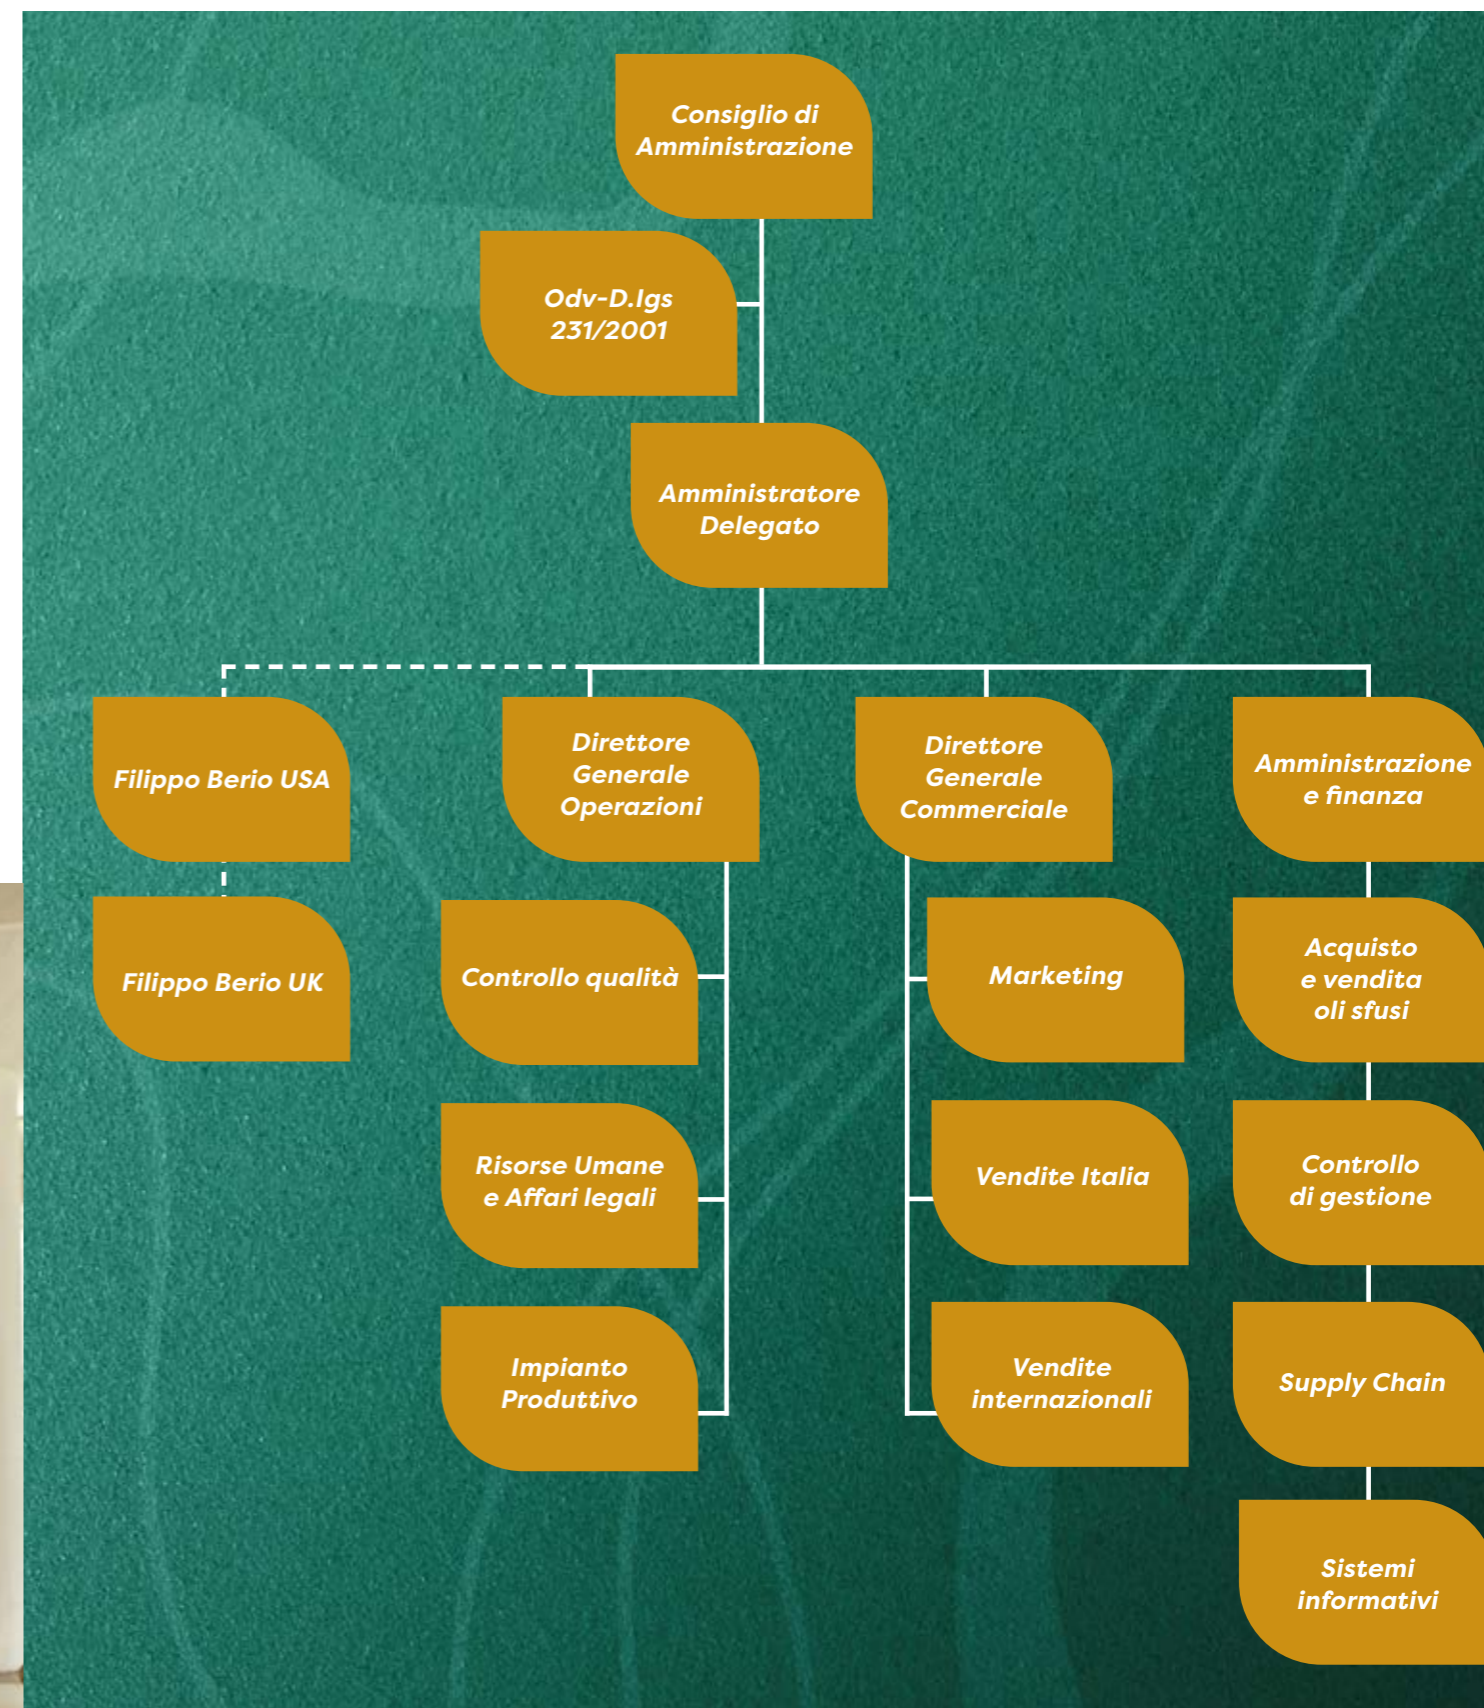 Consiglio di
Amministrazione
Odv-D.lgs
231/2001
Amministratore
Delegato
Filippo Berio USA
Direttore
Generale
Operazioni
Direttore
Generale
Commerciale
Amministrazione
e finanza
Filippo Berio UK
Controllo qualità
Marketing
Acquisto
e vendita
oli sfusi
Risorse Umane
e Affari legali
Vendite Italia
Controllo
di gestione
Impianto
Produttivo
Vendite
internazionali
Supply Chain
Sistemi
informativi